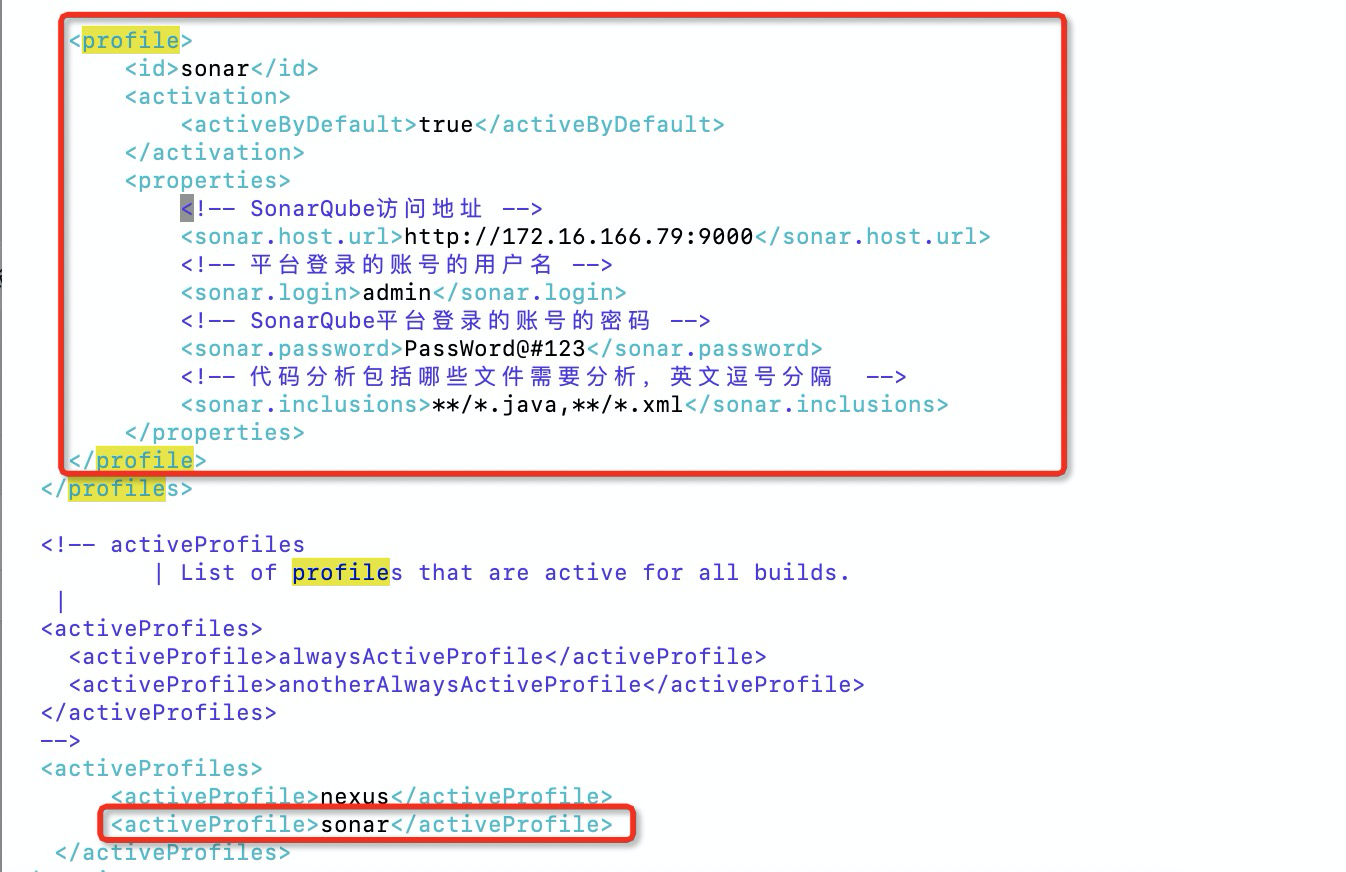 <profile>
<id>sonar</id>
<activation>
<activeByDefault>true</activeByDefault>
</activation>
<properties>
<!-- SonarQube访问地址 -->
<sonar.host.url>http://172.16.166.79:9000</sonar.host.url>
<!-- 平台登录的账号的用户名 -->
<sonar.login>admin</sonar.login>
<!-- SonarQube平台登录的账号的密码 -->
<sonar.password>PassWord@#123</sonar.password>
<!-- 代码分析包括哪些文件需要分析, 英文逗号分隔  -->
<sonar.inclusions>**/*.java,**/*.xml</sonar.inclusions>
</properties>
</profile>
</profiles>
<!-- activeProfiles
| List of profiles that are active for all builds.
|
<activeProfiles>
<activeProfile>alwaysActiveProfile</activeProfile>
<activeProfile>anotherAlwaysActiveProfile</activeProfile>
</activeProfiles>
-->
<activeProfiles>
<activeProfile>nexus</activeProfile>
<activeProfile>sonar</activeProfile>
</activeProfiles>